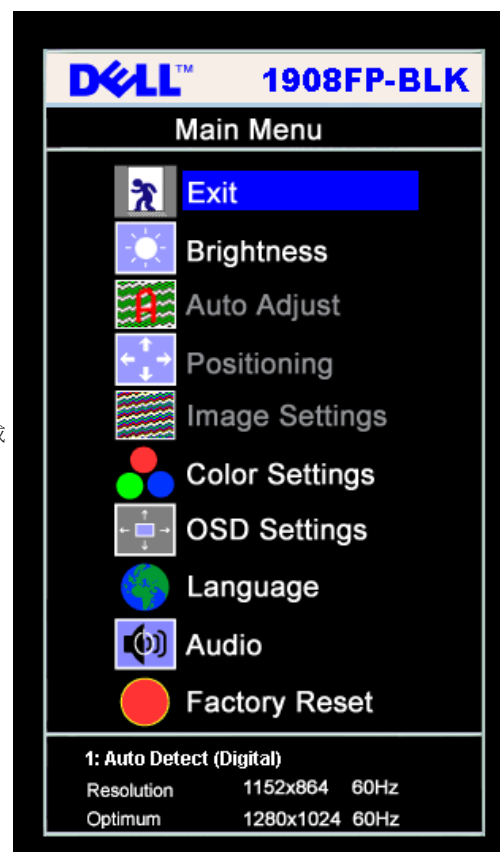 DELL™ 1908FP-BLK
Main Menu
Exit
Brightness
Auto Adjust
Positioning
Image Settings
Color Settings
OSD Settings
Language
Audio
Factory Reset
1: Auto Detect (Digital)
Resolution 1152x864 60Hz
Optimum 1280x1024 60Hz